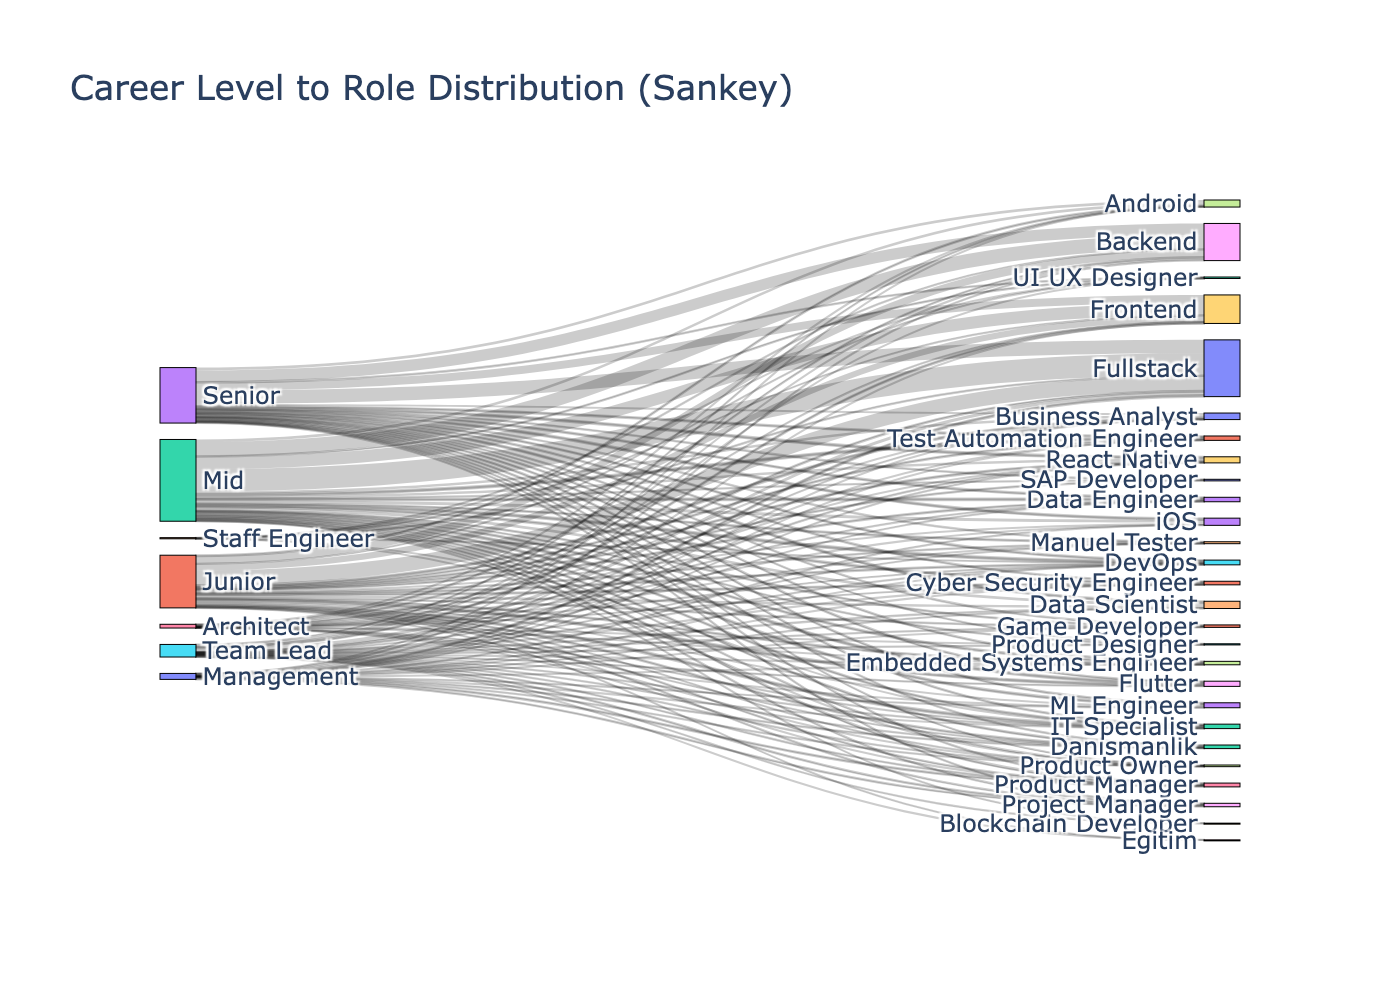 Career Level to Role Distribution (Sankey)
Android
Backend
UI UX Designer
Frontend
Fullstack
Senior
Business Analyst
Test Automation Engineer
React Native
Mid
SAP Developer
Data Engineer
iOS
Staff Engineer
Manuel Tester
DevOps
Junior
Cyber Security Engineer
Data Scientist
Architect
Game Developer
Product Designer
Team Lead
Embedded Systems Engineer
Management
Flutter
ML Engineer
IT Specialist
Danismanlik
Product Owner
Product Manager
Project Manager
Blockchain Developer
Egitim